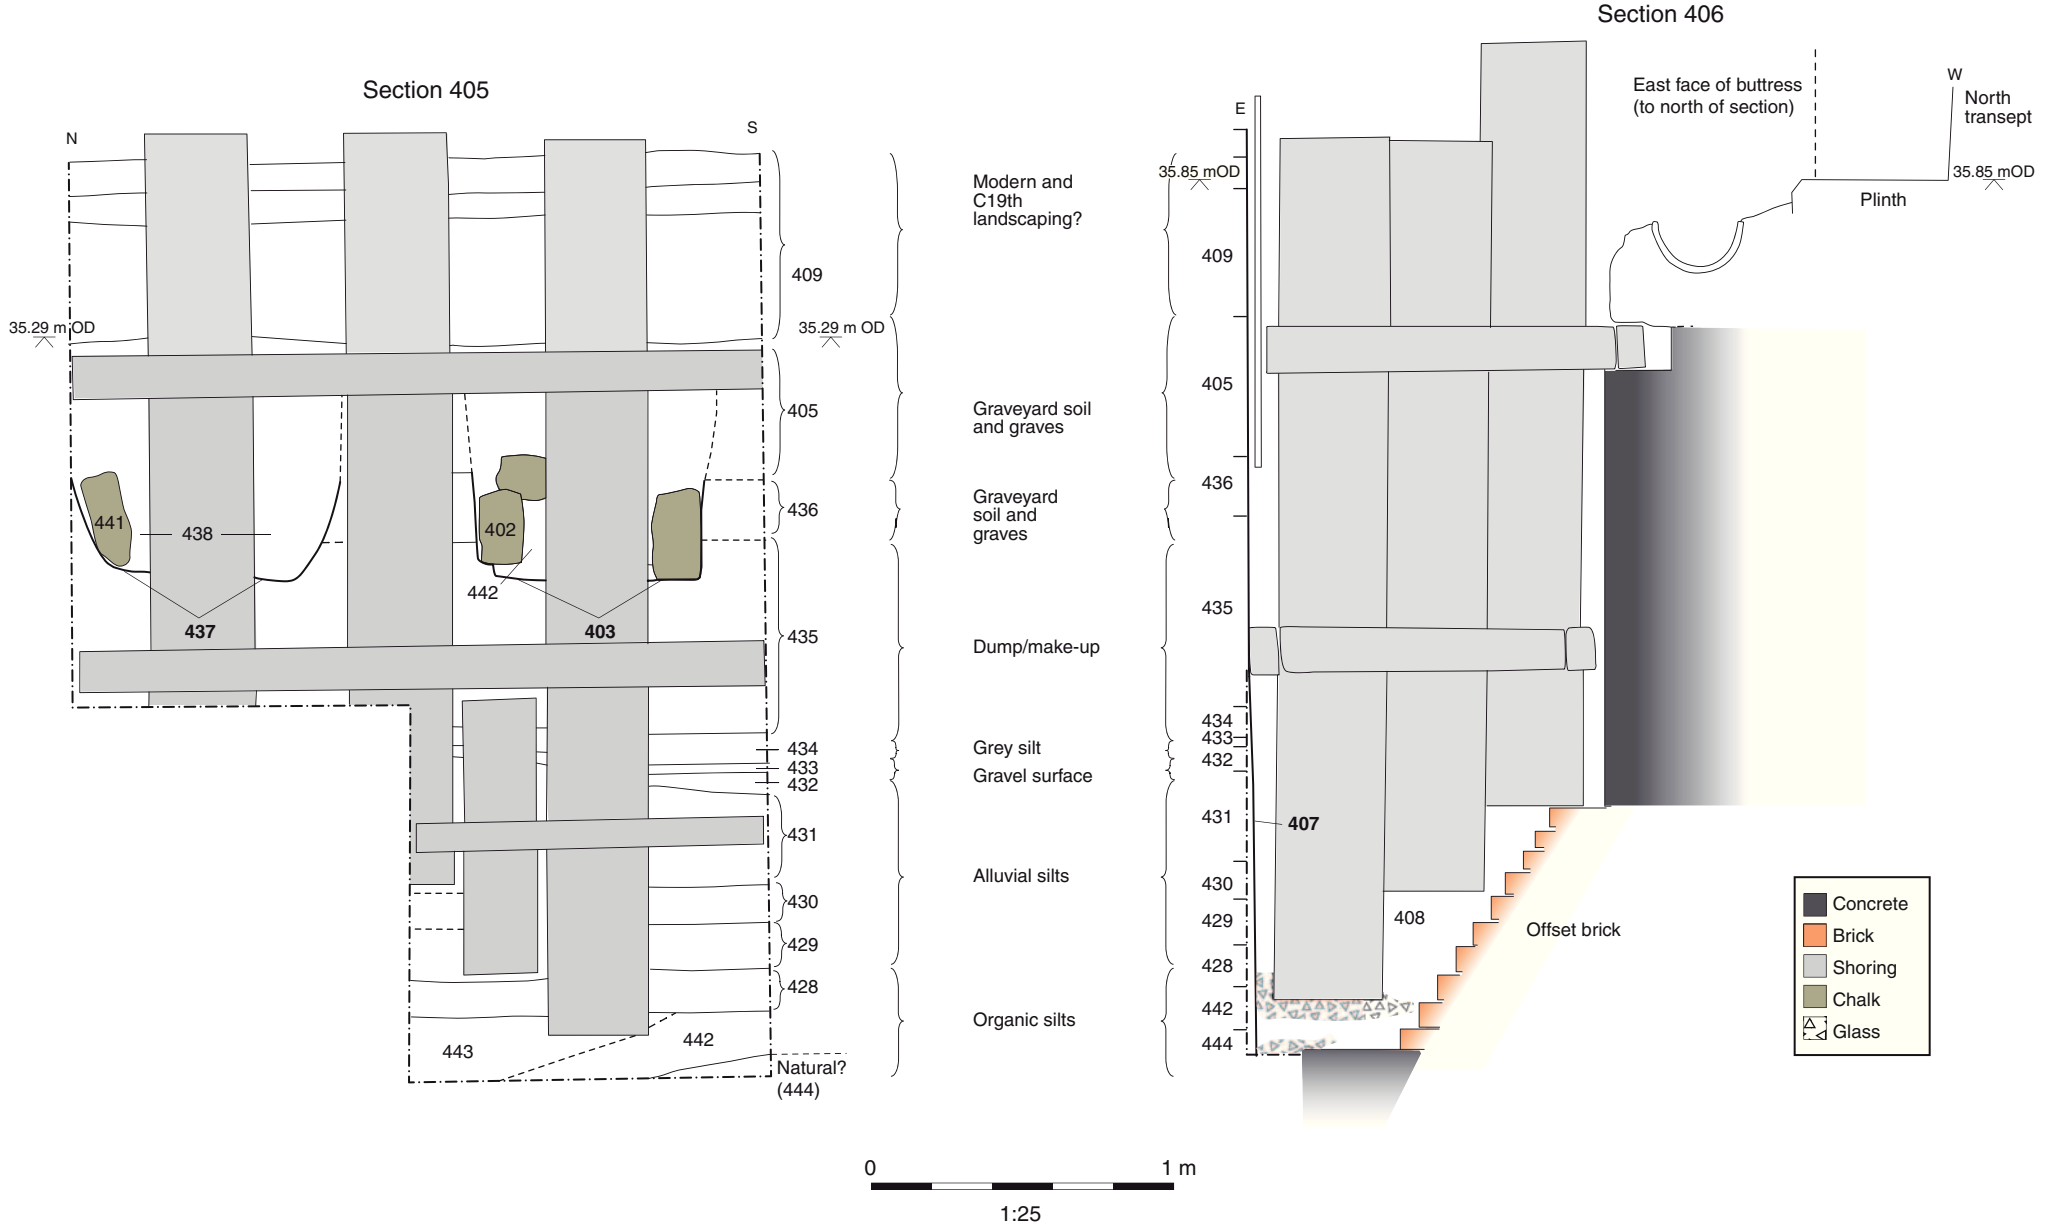 Section 405
N
S
409
35.29 m OD
35.29 m OD
405
441
438
402
436
442
437
403
435
434
433
432
431
430
429
428
443
442
Natural?
(444)
Modern and
C19th
landscaping?
Graveyard soil
and graves
Graveyard
soil and
graves
Dump/make-up
Grey silt
Gravel surface
Alluvial silts
Organic silts
0
1 m
1:25
Section 406
E
W
East face of buttress
(to north of section)
North
transept
35.85 mOD
35.85 mOD
Plinth
409
405
436
435
434
433
432
431
407
430
408
429
Offset brick
428
442
444
Concrete
Brick
Shoring
Chalk
Glass